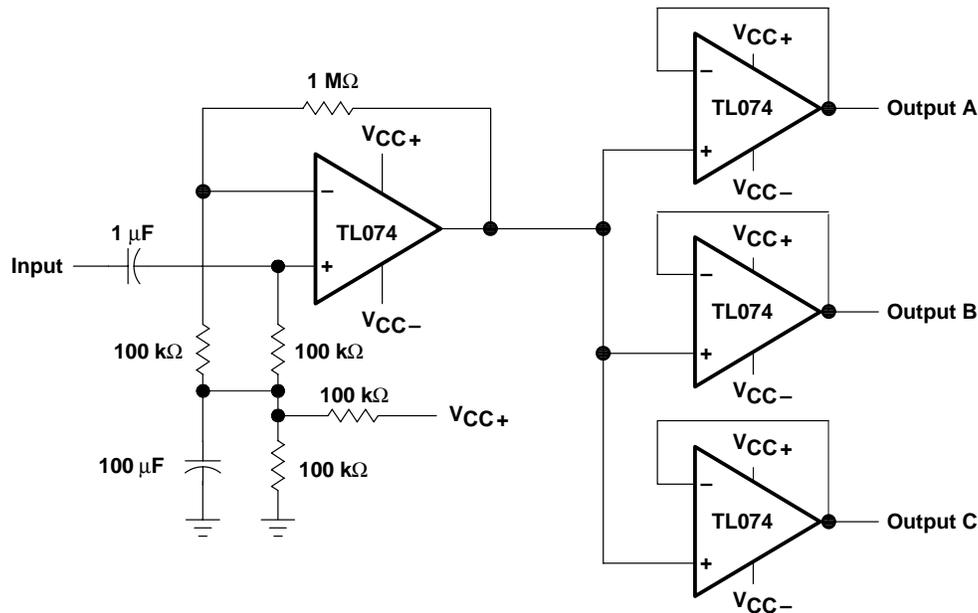 VCC+
−
TL074
+
VCC−
Output A
1 MΩ
VCC+
−
TL074
+
VCC−
1 μF
Input
VCC+
−
TL074
+
VCC−
Output B
100 kΩ
100 kΩ
100 kΩ
VCC+
100 μF
100 kΩ
VCC+
−
TL074
+
VCC−
Output C